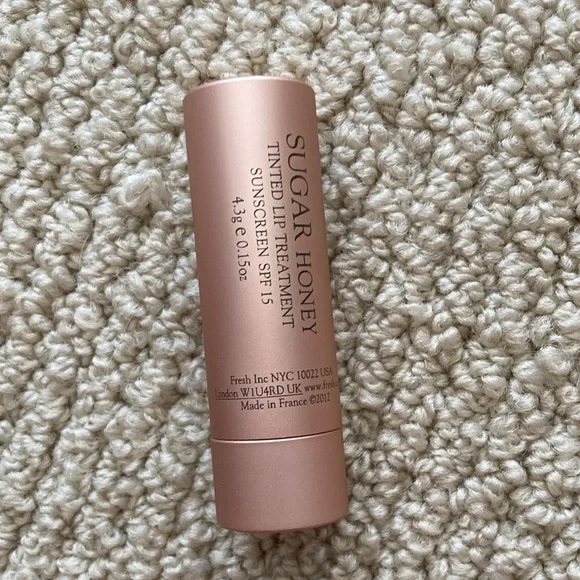 SUGAR HONEY
TINTED LIP TREATMENT
SUNSCREEN SPF 15
4.3g e 0.15oz
Fresh Inc NYC 10022 USA
London W1U4RD UK www.fresh.
Made in France ©2012